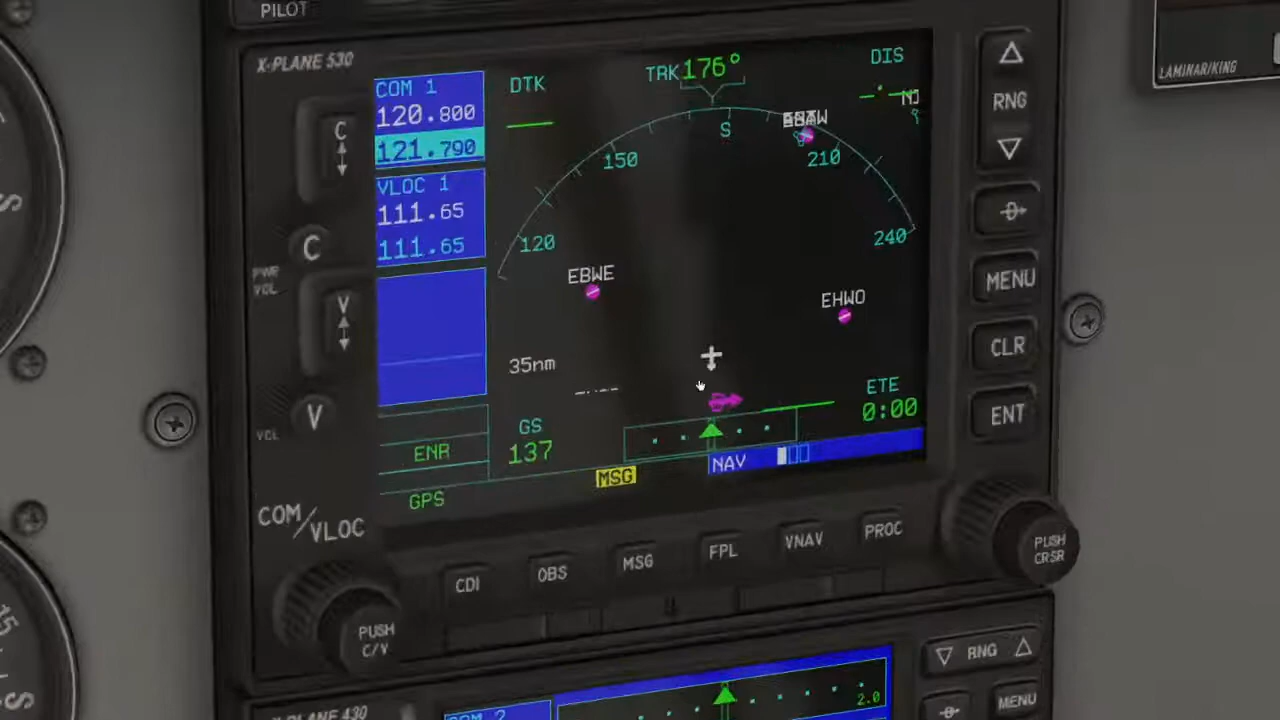 PILOT
X-PLANE 530
LAMINAR/KING
COM 1
120.800
121.790
VLOC 1
111.65
111.65
ENR
GPS
DTK
TRK 176°
DIS
S
150
210
120
240
EBWE
EHWO
35nm
GS
137
ETE
0:00
MSG
NAV
C
C
PWR
VOL
V
V
VOL
COM/VLOC
PUSH
C/V
CDI
OBS
MSG
FPL
VNAV
PROC
RNG
D
MENU
CLR
ENT
PUSH
CRSR
15
X-PLANE 430
COM 2
2.0
RNG
D
MENU